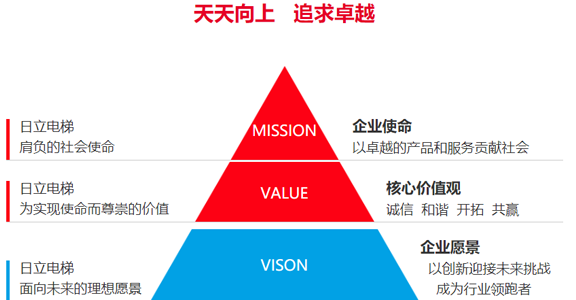 天天向上 追求卓越
日立电梯
肩负的社会使命
MISSION
企业使命
以卓越的产品和服务贡献社会
日立电梯
为实现使命而尊崇的价值
VALUE
核心价值观
诚信 和谐 开拓 共赢
日立电梯
面向未来的理想愿景
VISON
企业愿景
以创新迎接未来挑战
成为行业领跑者